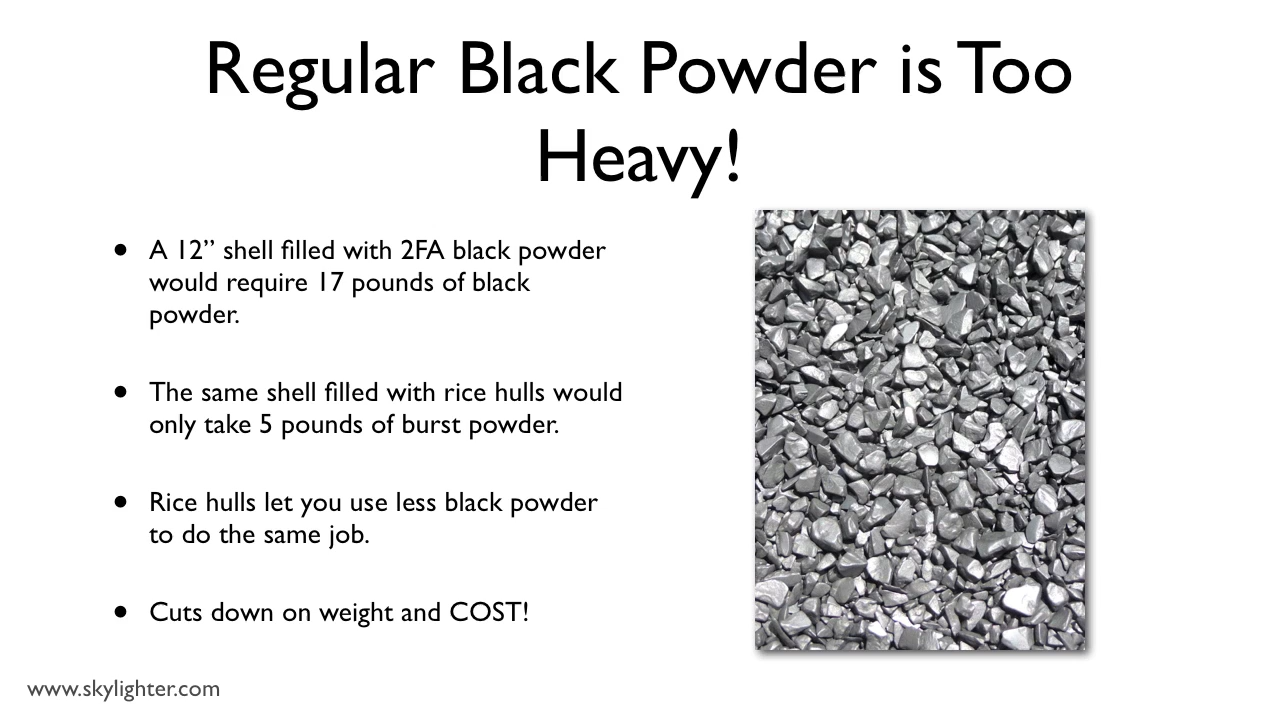 Regular Black Powder is Too
Heavy!
• A 12” shell filled with 2FA black powder
would require 17 pounds of black
powder.
• The same shell filled with rice hulls would
only take 5 pounds of burst powder.
• Rice hulls let you use less black powder
to do the same job.
• Cuts down on weight and COST!
www.skylighter.com